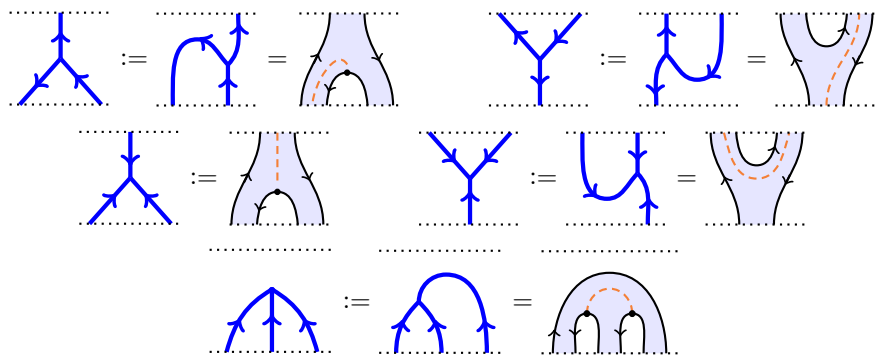 := = := =
:= := =
:= =